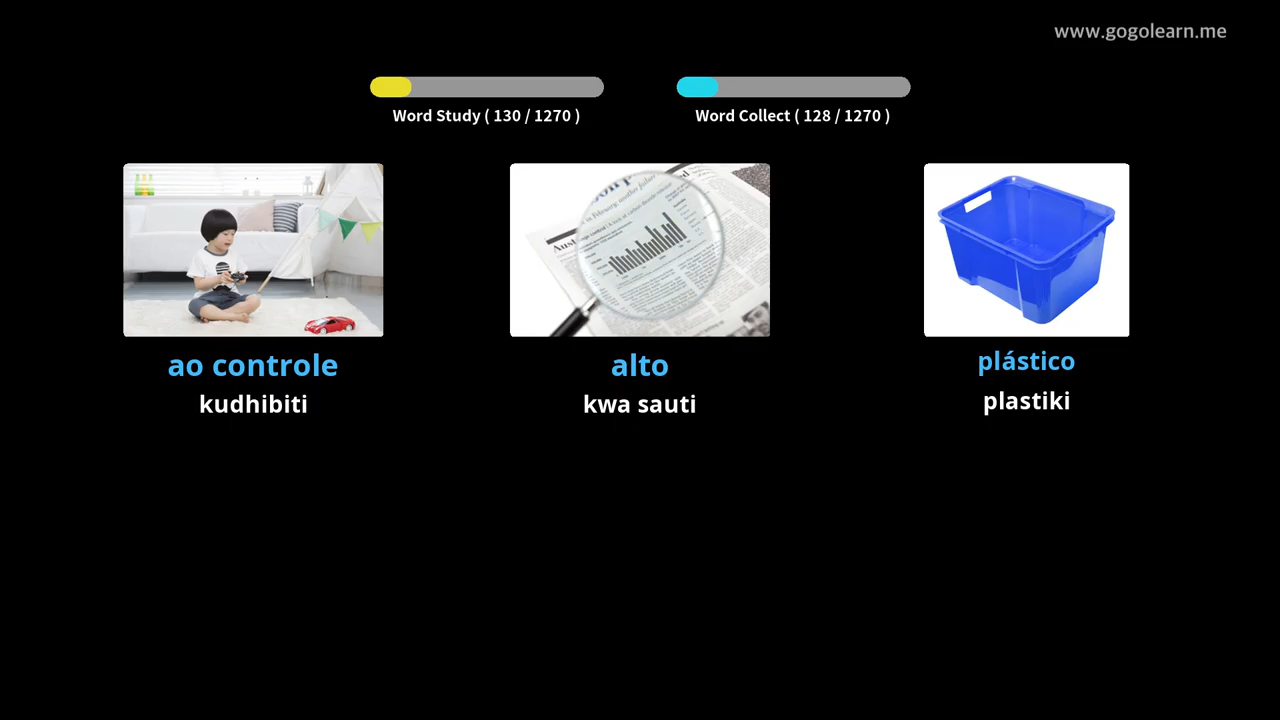 www.gogolearn.me
Word Study ( 130 / 1270 )
Word Collect ( 128 / 1270 )
ao controle
kudhibiti
alto
kwa sauti
plástico
plastiki